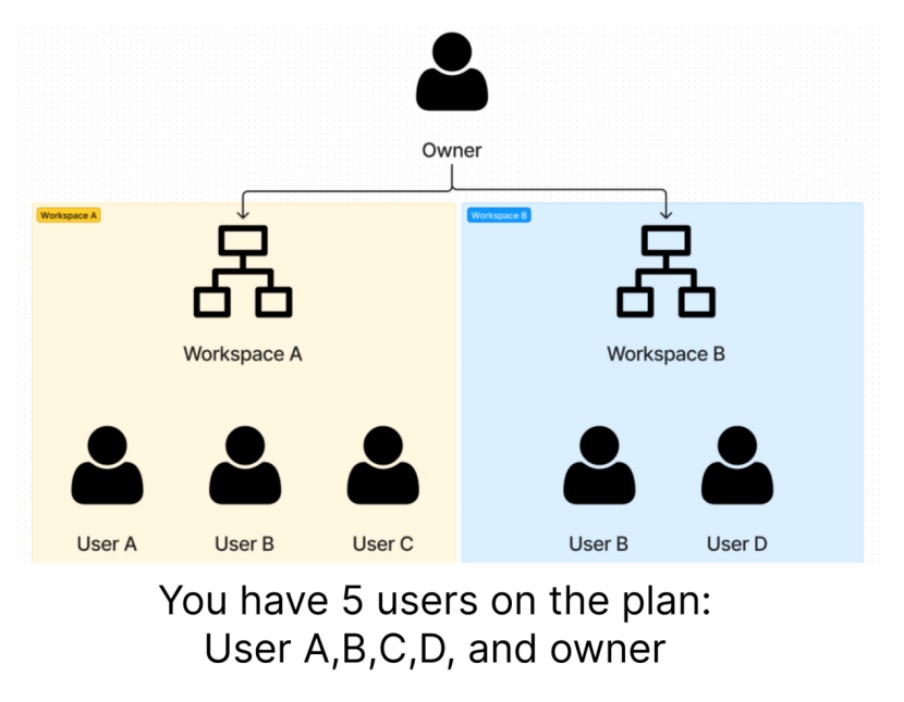 Owner
Workspace A
Workspace B
Workspace A
Workspace B
User A
User B
User C
User B
User D
You have 5 users on the plan:
User A,B,C,D, and owner